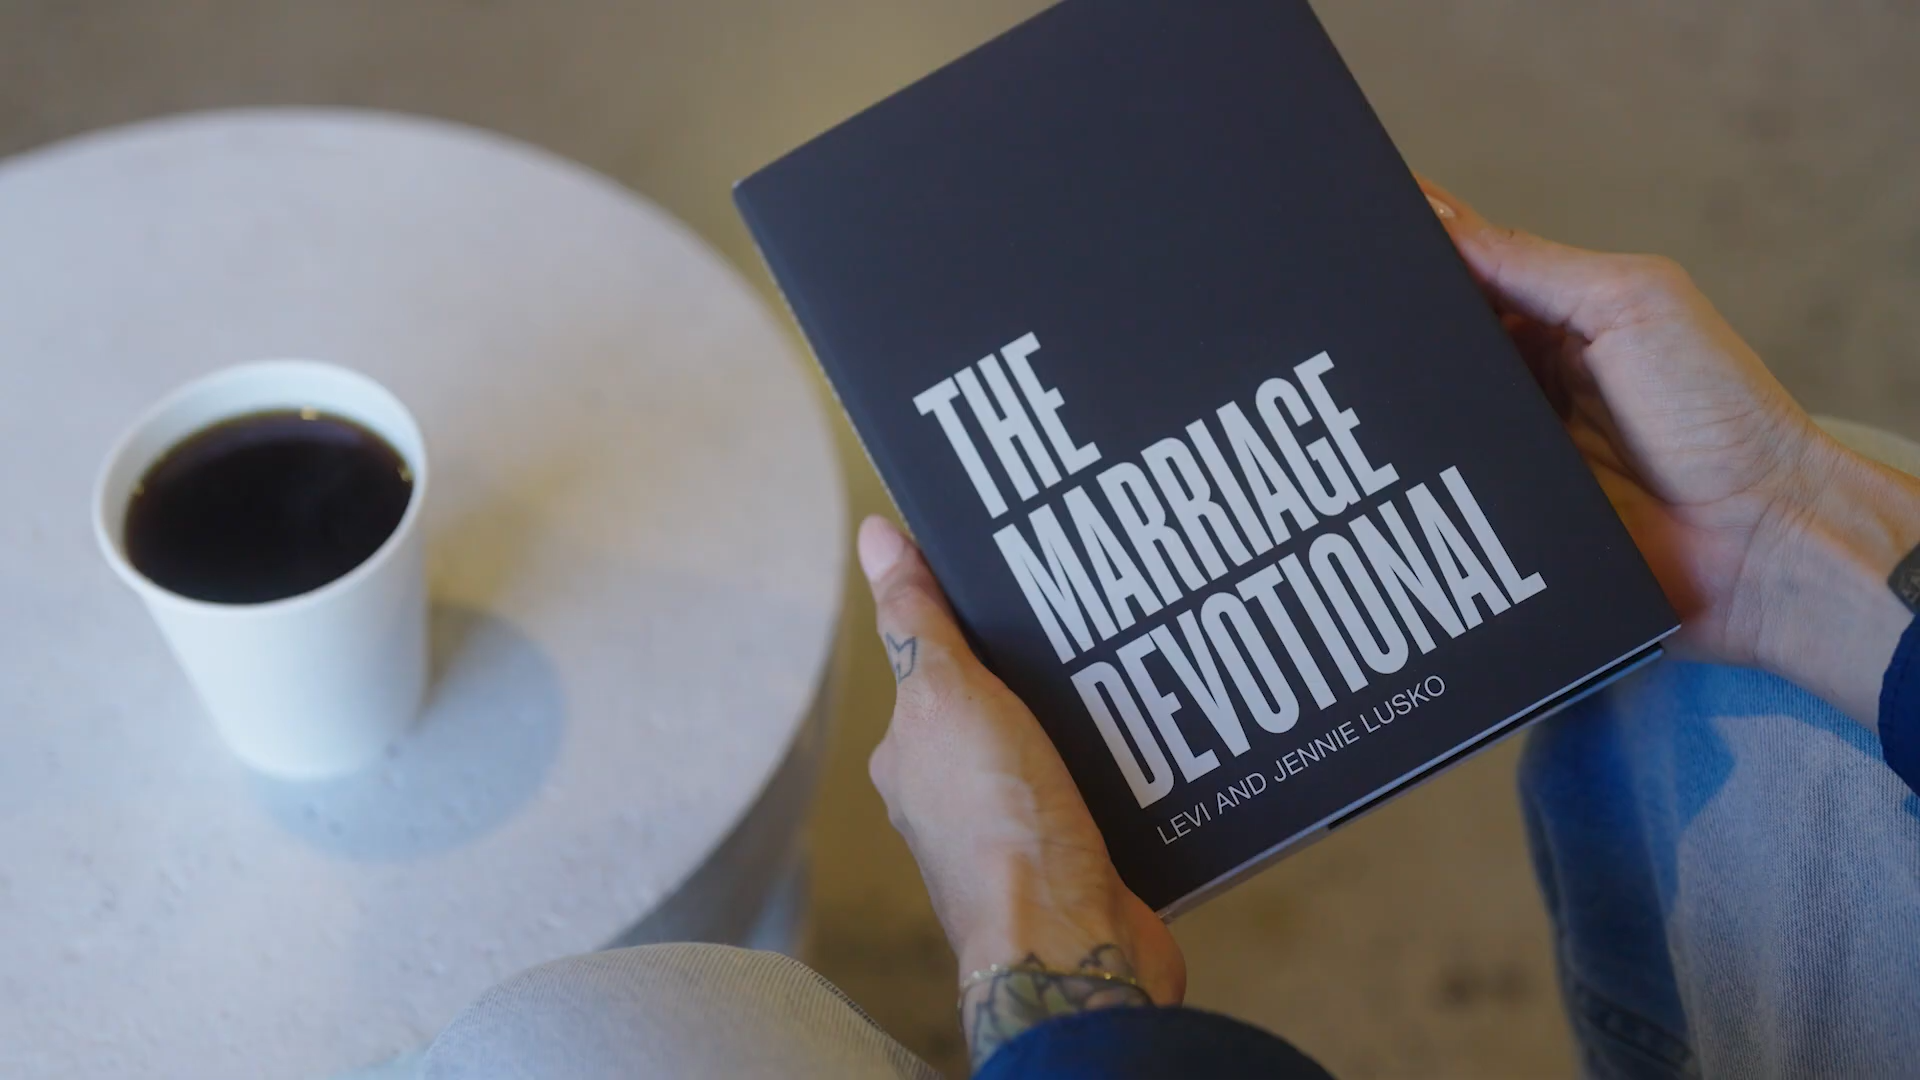 THE
MARRIAGE
DEVOTIONAL
LEVI AND JENNIE LUSKO